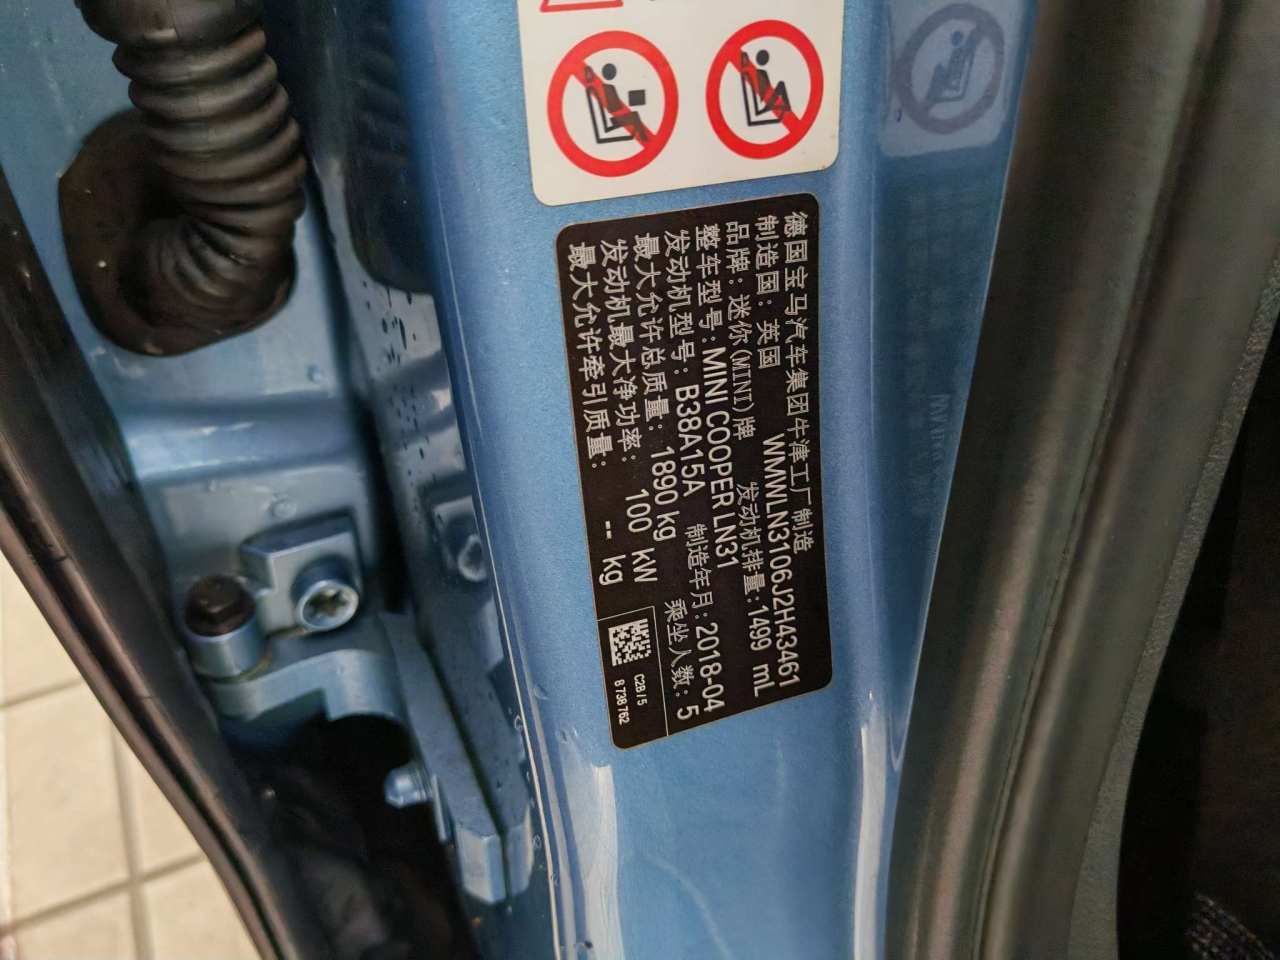 德国宝马汽车集团牛津工厂制造
制造国：英国 WMWLN3106J2H43461
品牌：迷你(MINI)牌 发动机排量：1499 mL
整车型号：MINI COOPER LN31
发动机型号：B38A15A 制造年月：2018-04
最大允许总质量：1890 kg 乘坐人数：5
发动机最大净功率：100 kW
最大允许牵引质量：-- kg
C2B / 5
8 738 762